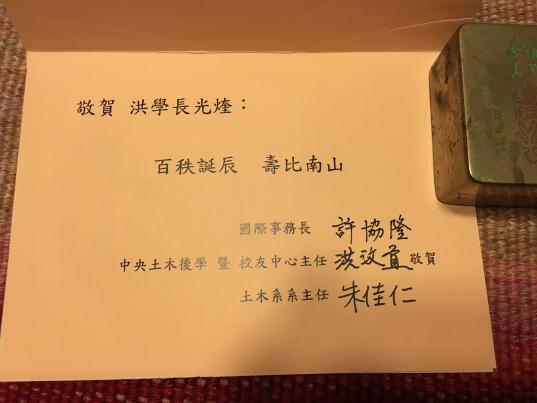 敬賀 洪學長光煃：
百秩誕辰 壽比南山
國際事務長 許協隆
中央土木後學 暨 校友中心主任 洪汶宜 敬賀
土木系系主任 朱佳仁